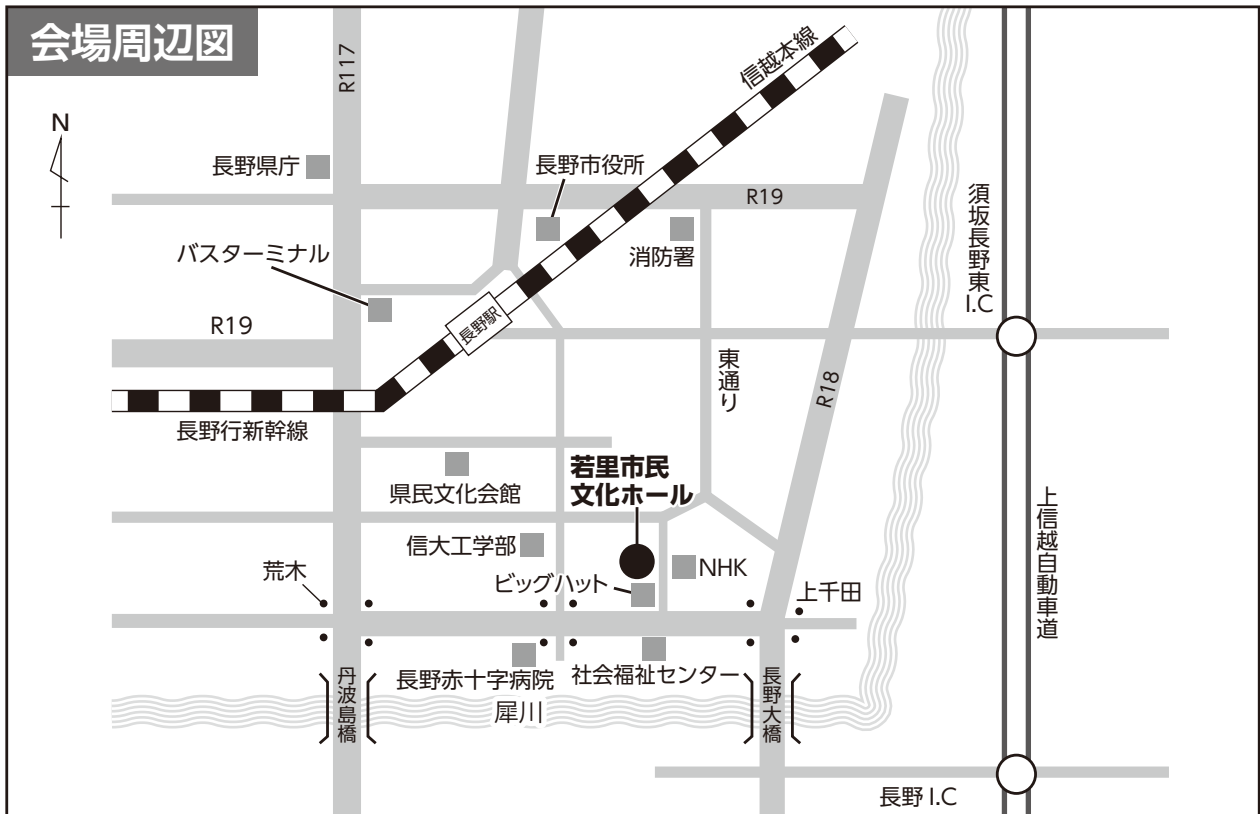 会場周辺図
N
R117
信越本線
長野県庁
長野市役所
R19
バスターミナル
消防署
須坂長野東
I.C
R19
長野駅
東通り
R18
長野行新幹線
若里市民
文化ホール
県民文化会館
上信越自動車道
信大工学部
NHK
荒木
ビッグハット
上千田
長野赤十字病院
社会福祉センター
丹波島橋
犀川
長野大橋
長野 I.C